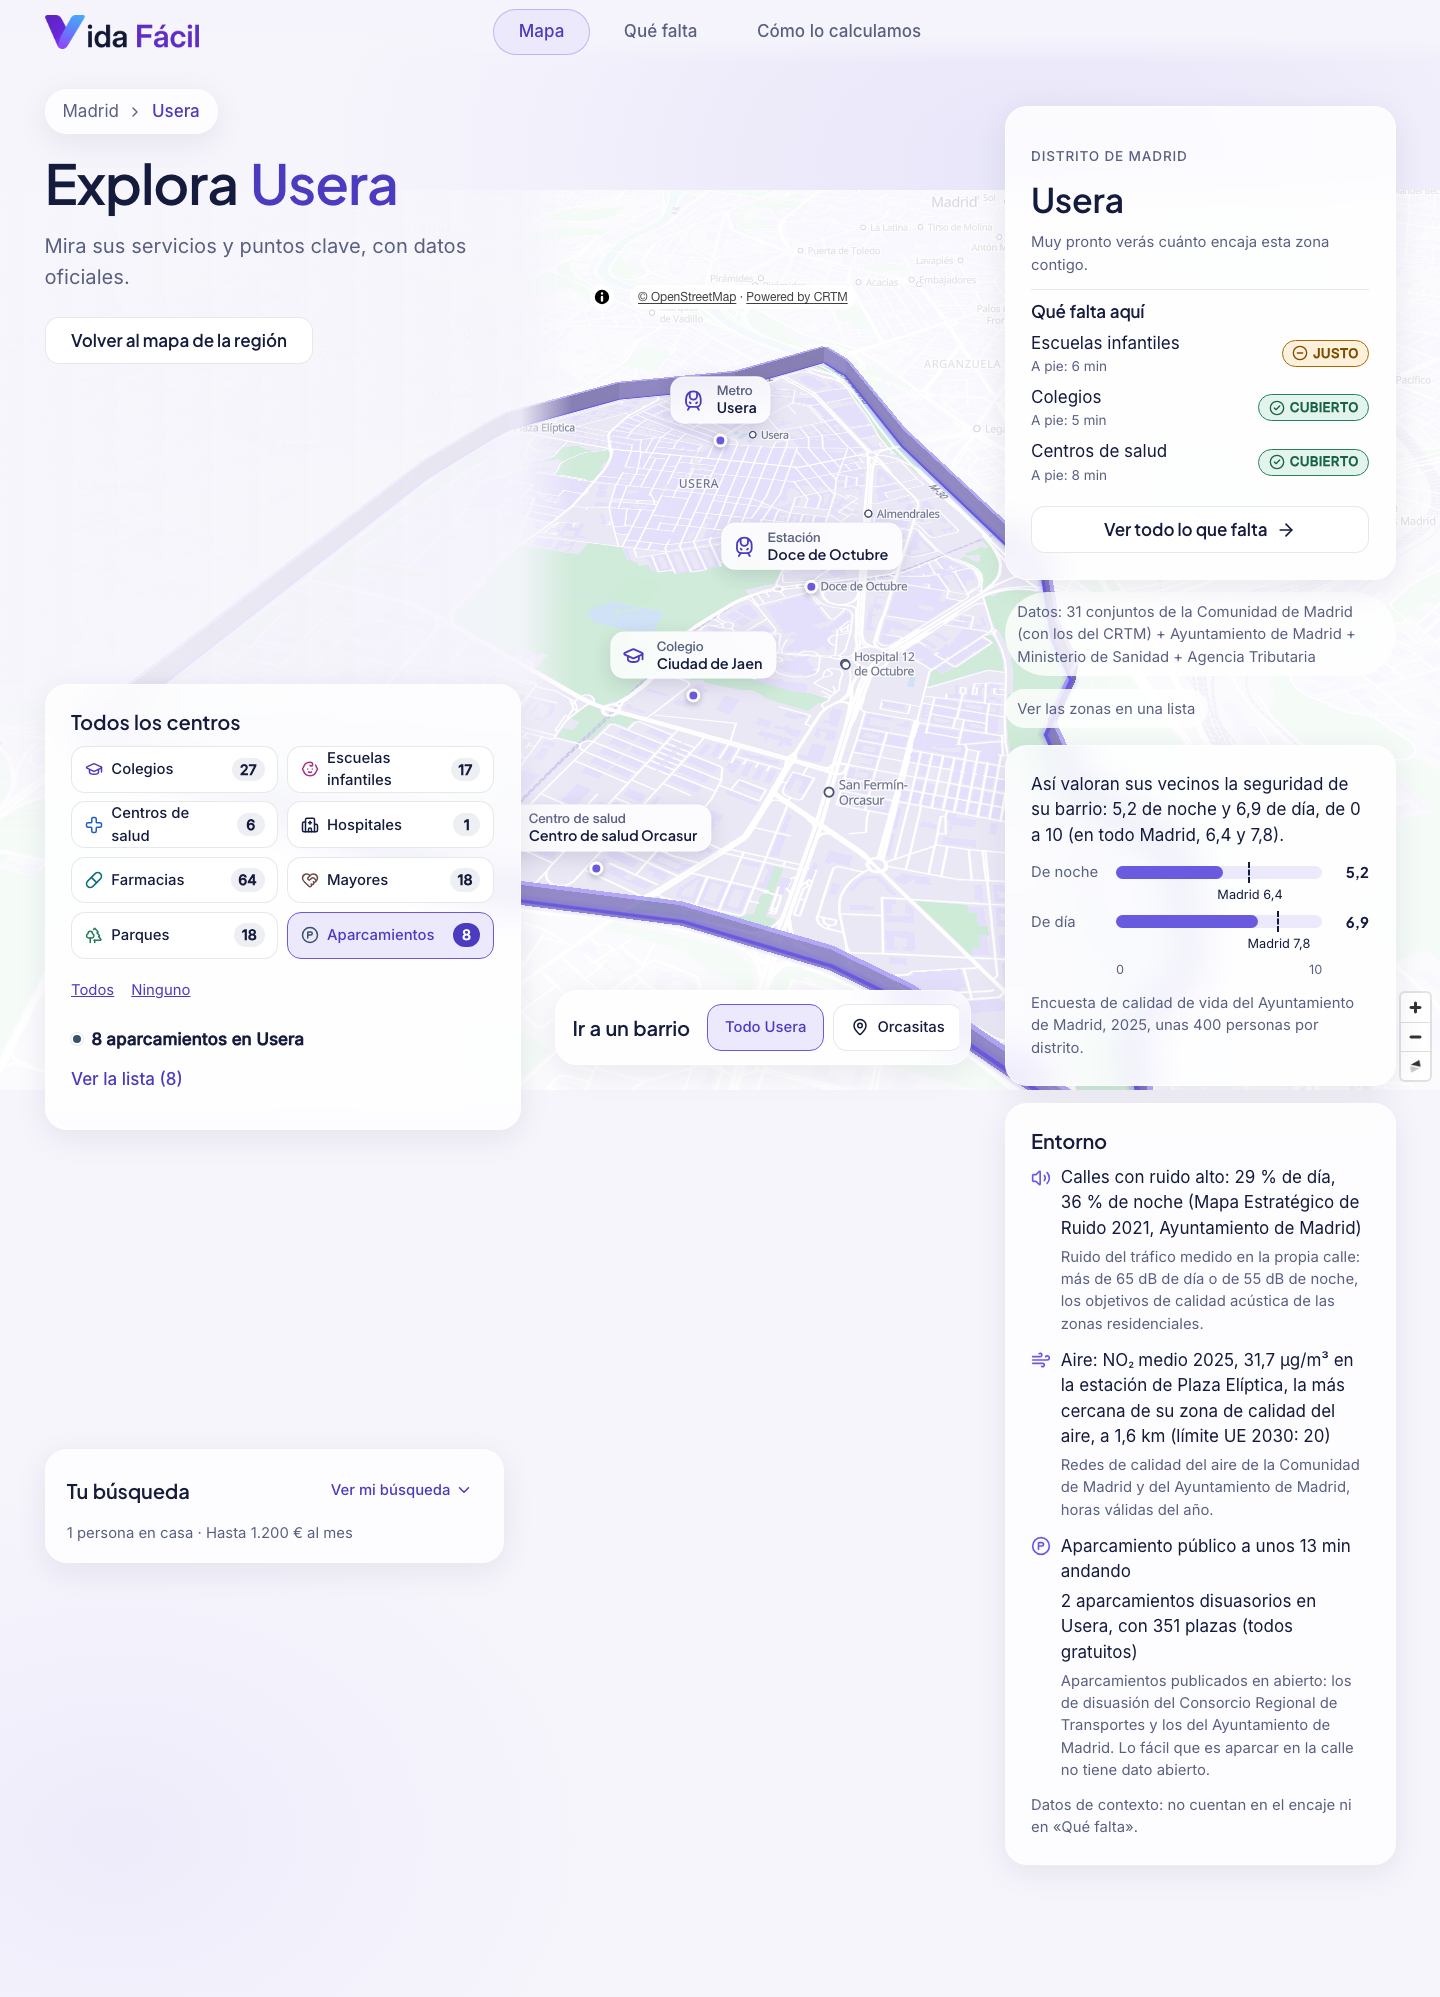 Vida Fácil
Mapa
Qué falta
Cómo lo calculamos
Madrid > Usera
Explora Usera
Mira sus servicios y puntos clave, con datos
oficiales.
Volver al mapa de la región
Madrid
Sol
La Latina
Tirso de Molina
Puerta de Toledo
Lavapiés
Pirámides
Acacias
Embajadores
© OpenStreetMap · Powered by CRTM
de Vadillo
ARGANZUELA
Pacífico
Metro
Usera
Usera
USERA
M-30
Almendrales
Estación
Doce de Octubre
Doce de Octubre
Colegio
Ciudad de Jaen
Hospital 12
de Octubre
San Fermín-
Orcasur
Centro de salud
Centro de salud Orcasur
Todos los centros
Colegios 27
Escuelas
infantiles 17
Centros de
salud 6
Hospitales 1
Farmacias 64
Mayores 18
Parques 18
Aparcamientos 8
Todos Ninguno
8 aparcamientos en Usera
Ver la lista (8)
Ir a un barrio
Todo Usera
Orcasitas
Tu búsqueda
Ver mi búsqueda
1 persona en casa · Hasta 1.200 € al mes
DISTRITO DE MADRID
Usera
Muy pronto verás cuánto encaja esta zona
contigo.
Qué falta aquí
Escuelas infantiles
A pie: 6 min
JUSTO
Colegios
A pie: 5 min
CUBIERTO
Centros de salud
A pie: 8 min
CUBIERTO
Ver todo lo que falta →
Datos: 31 conjuntos de la Comunidad de Madrid
(con los del CRTM) + Ayuntamiento de Madrid +
Ministerio de Sanidad + Agencia Tributaria
Ver las zonas en una lista
Así valoran sus vecinos la seguridad de
su barrio: 5,2 de noche y 6,9 de día, de 0
a 10 (en todo Madrid, 6,4 y 7,8).
De noche 5,2
Madrid 6,4
De día 6,9
Madrid 7,8
0 10
Encuesta de calidad de vida del Ayuntamiento
de Madrid, 2025, unas 400 personas por
distrito.
Entorno
Calles con ruido alto: 29 % de día,
36 % de noche (Mapa Estratégico de
Ruido 2021, Ayuntamiento de Madrid)
Ruido del tráfico medido en la propia calle:
más de 65 dB de día o de 55 dB de noche,
los objetivos de calidad acústica de las
zonas residenciales.
Aire: NO₂ medio 2025, 31,7 µg/m³ en
la estación de Plaza Elíptica, la más
cercana de su zona de calidad del
aire, a 1,6 km (límite UE 2030: 20)
Redes de calidad del aire de la Comunidad
de Madrid y del Ayuntamiento de Madrid,
horas válidas del año.
Aparcamiento público a unos 13 min
andando
2 aparcamientos disuasorios en
Usera, con 351 plazas (todos
gratuitos)
Aparcamientos publicados en abierto: los
de disuasión del Consorcio Regional de
Transportes y los del Ayuntamiento de
Madrid. Lo fácil que es aparcar en la calle
no tiene dato abierto.
Datos de contexto: no cuentan en el encaje ni
en «Qué falta».